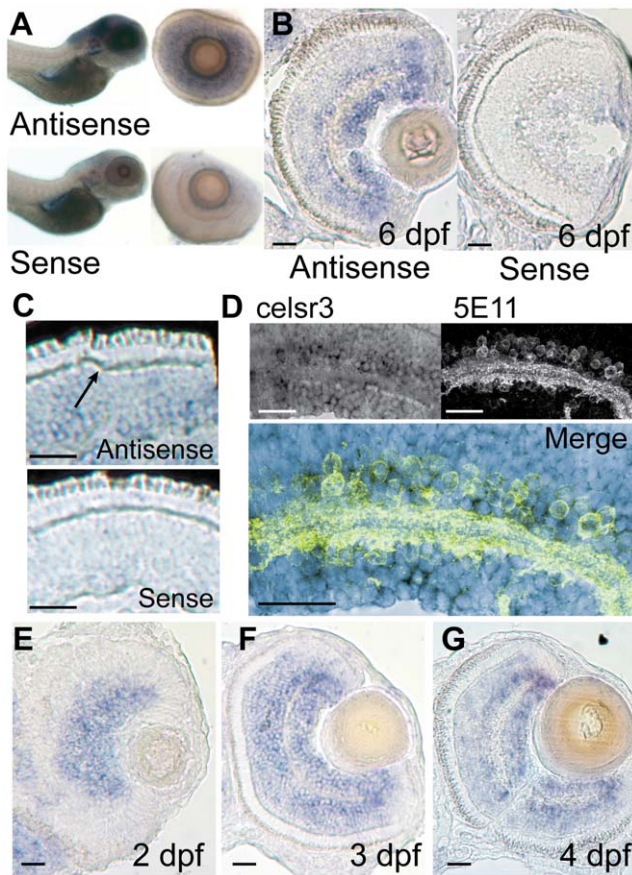 A
Antisense
Sense
B
6 dpf
Antisense
6 dpf
Sense
C
Antisense
Sense
D
celsr3
5E11
Merge
E
2 dpf
F
3 dpf
G
4 dpf